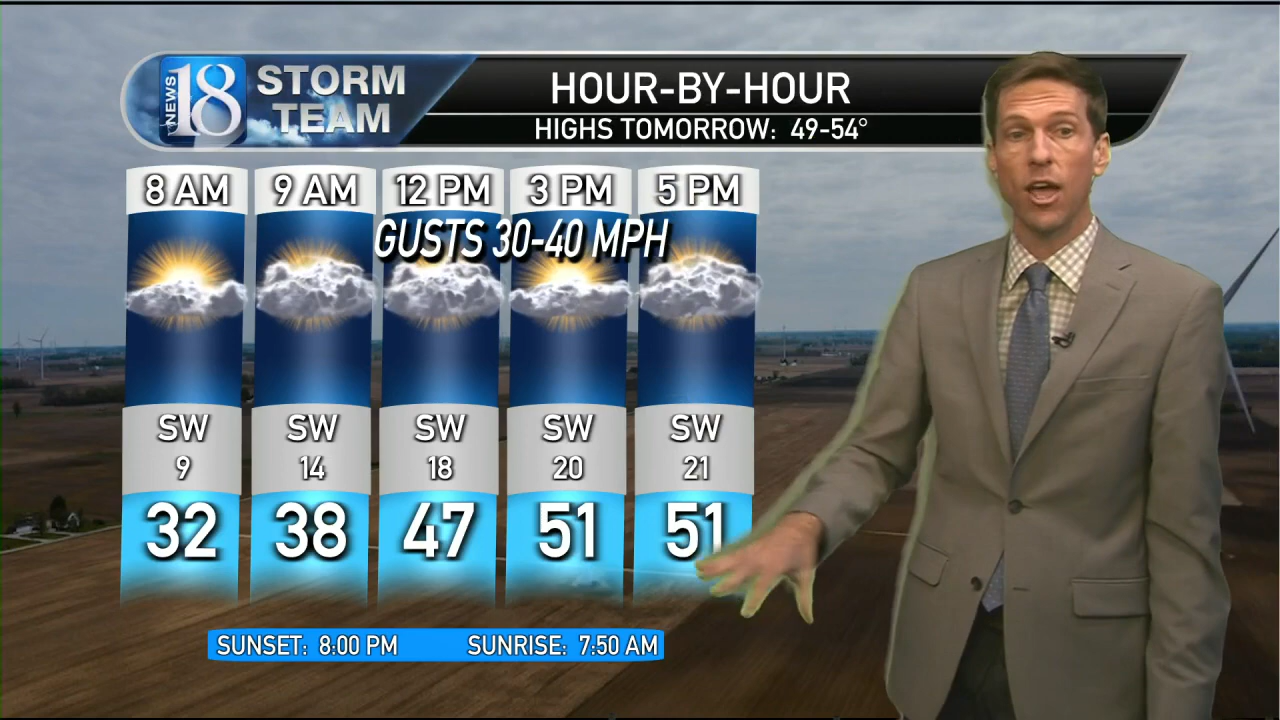 NEWS 18
STORM
TEAM
HOUR-BY-HOUR
HIGHS TOMORROW: 49-54°
8 AM 9 AM 12 PM 3 PM 5 PM
GUSTS 30-40 MPH
SW SW SW SW SW
9 14 18 20 21
32 38 47 51 51
SUNSET: 8:00 PM SUNRISE: 7:50 AM